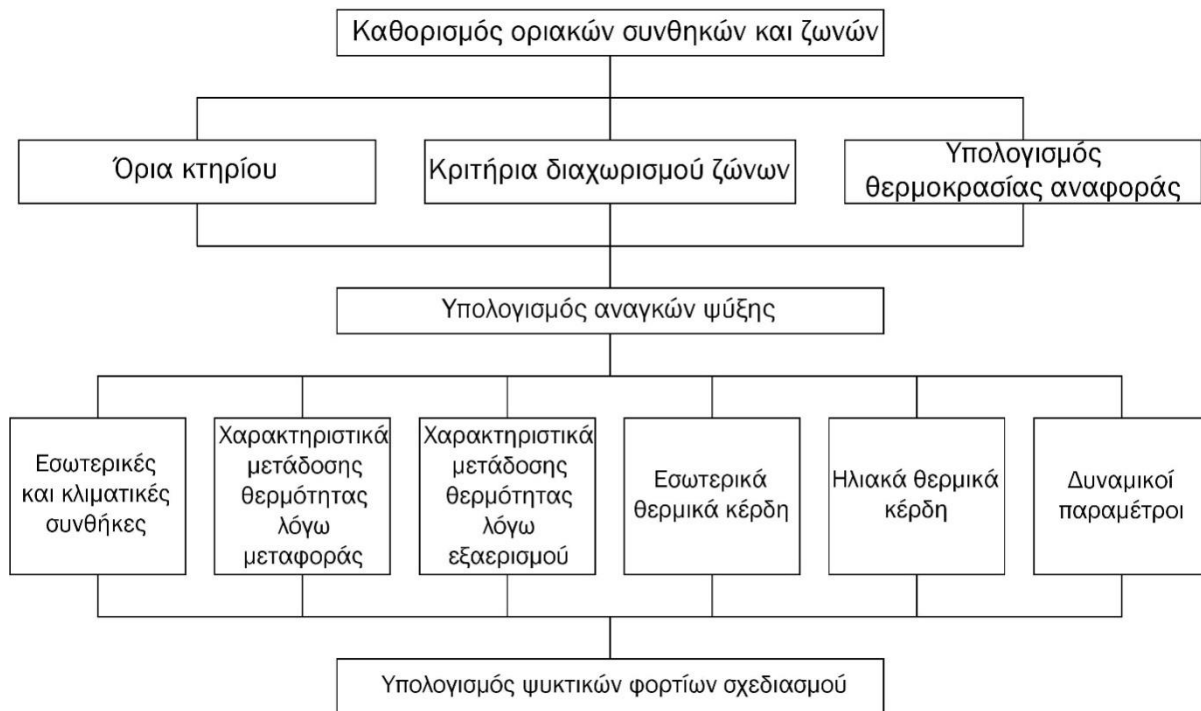 Καθορισμός οριακών συνθηκών και ζωνών
Όρια κτηρίου
Κριτήρια διαχωρισμού ζώνων
Υπολογισμός
θερμοκρασίας αναφοράς
Υπολογισμός αναγκών ψύξης
Εσωτερικές
και κλιματικές
συνθήκες
Χαρακτηριστικά
μετάδοσης
θερμότητας
λόγω
μεταφοράς
Χαρακτηριστικά
μετάδοσης
θερμότητας
λόγω
εξαερισμού
Εσωτερικά
θερμικά κέρδη
Ηλιακά θερμικά
κέρδη
Δυναμικοί
παραμέτροι
Υπολογισμός ψυκτικών φορτίων σχεδιασμού